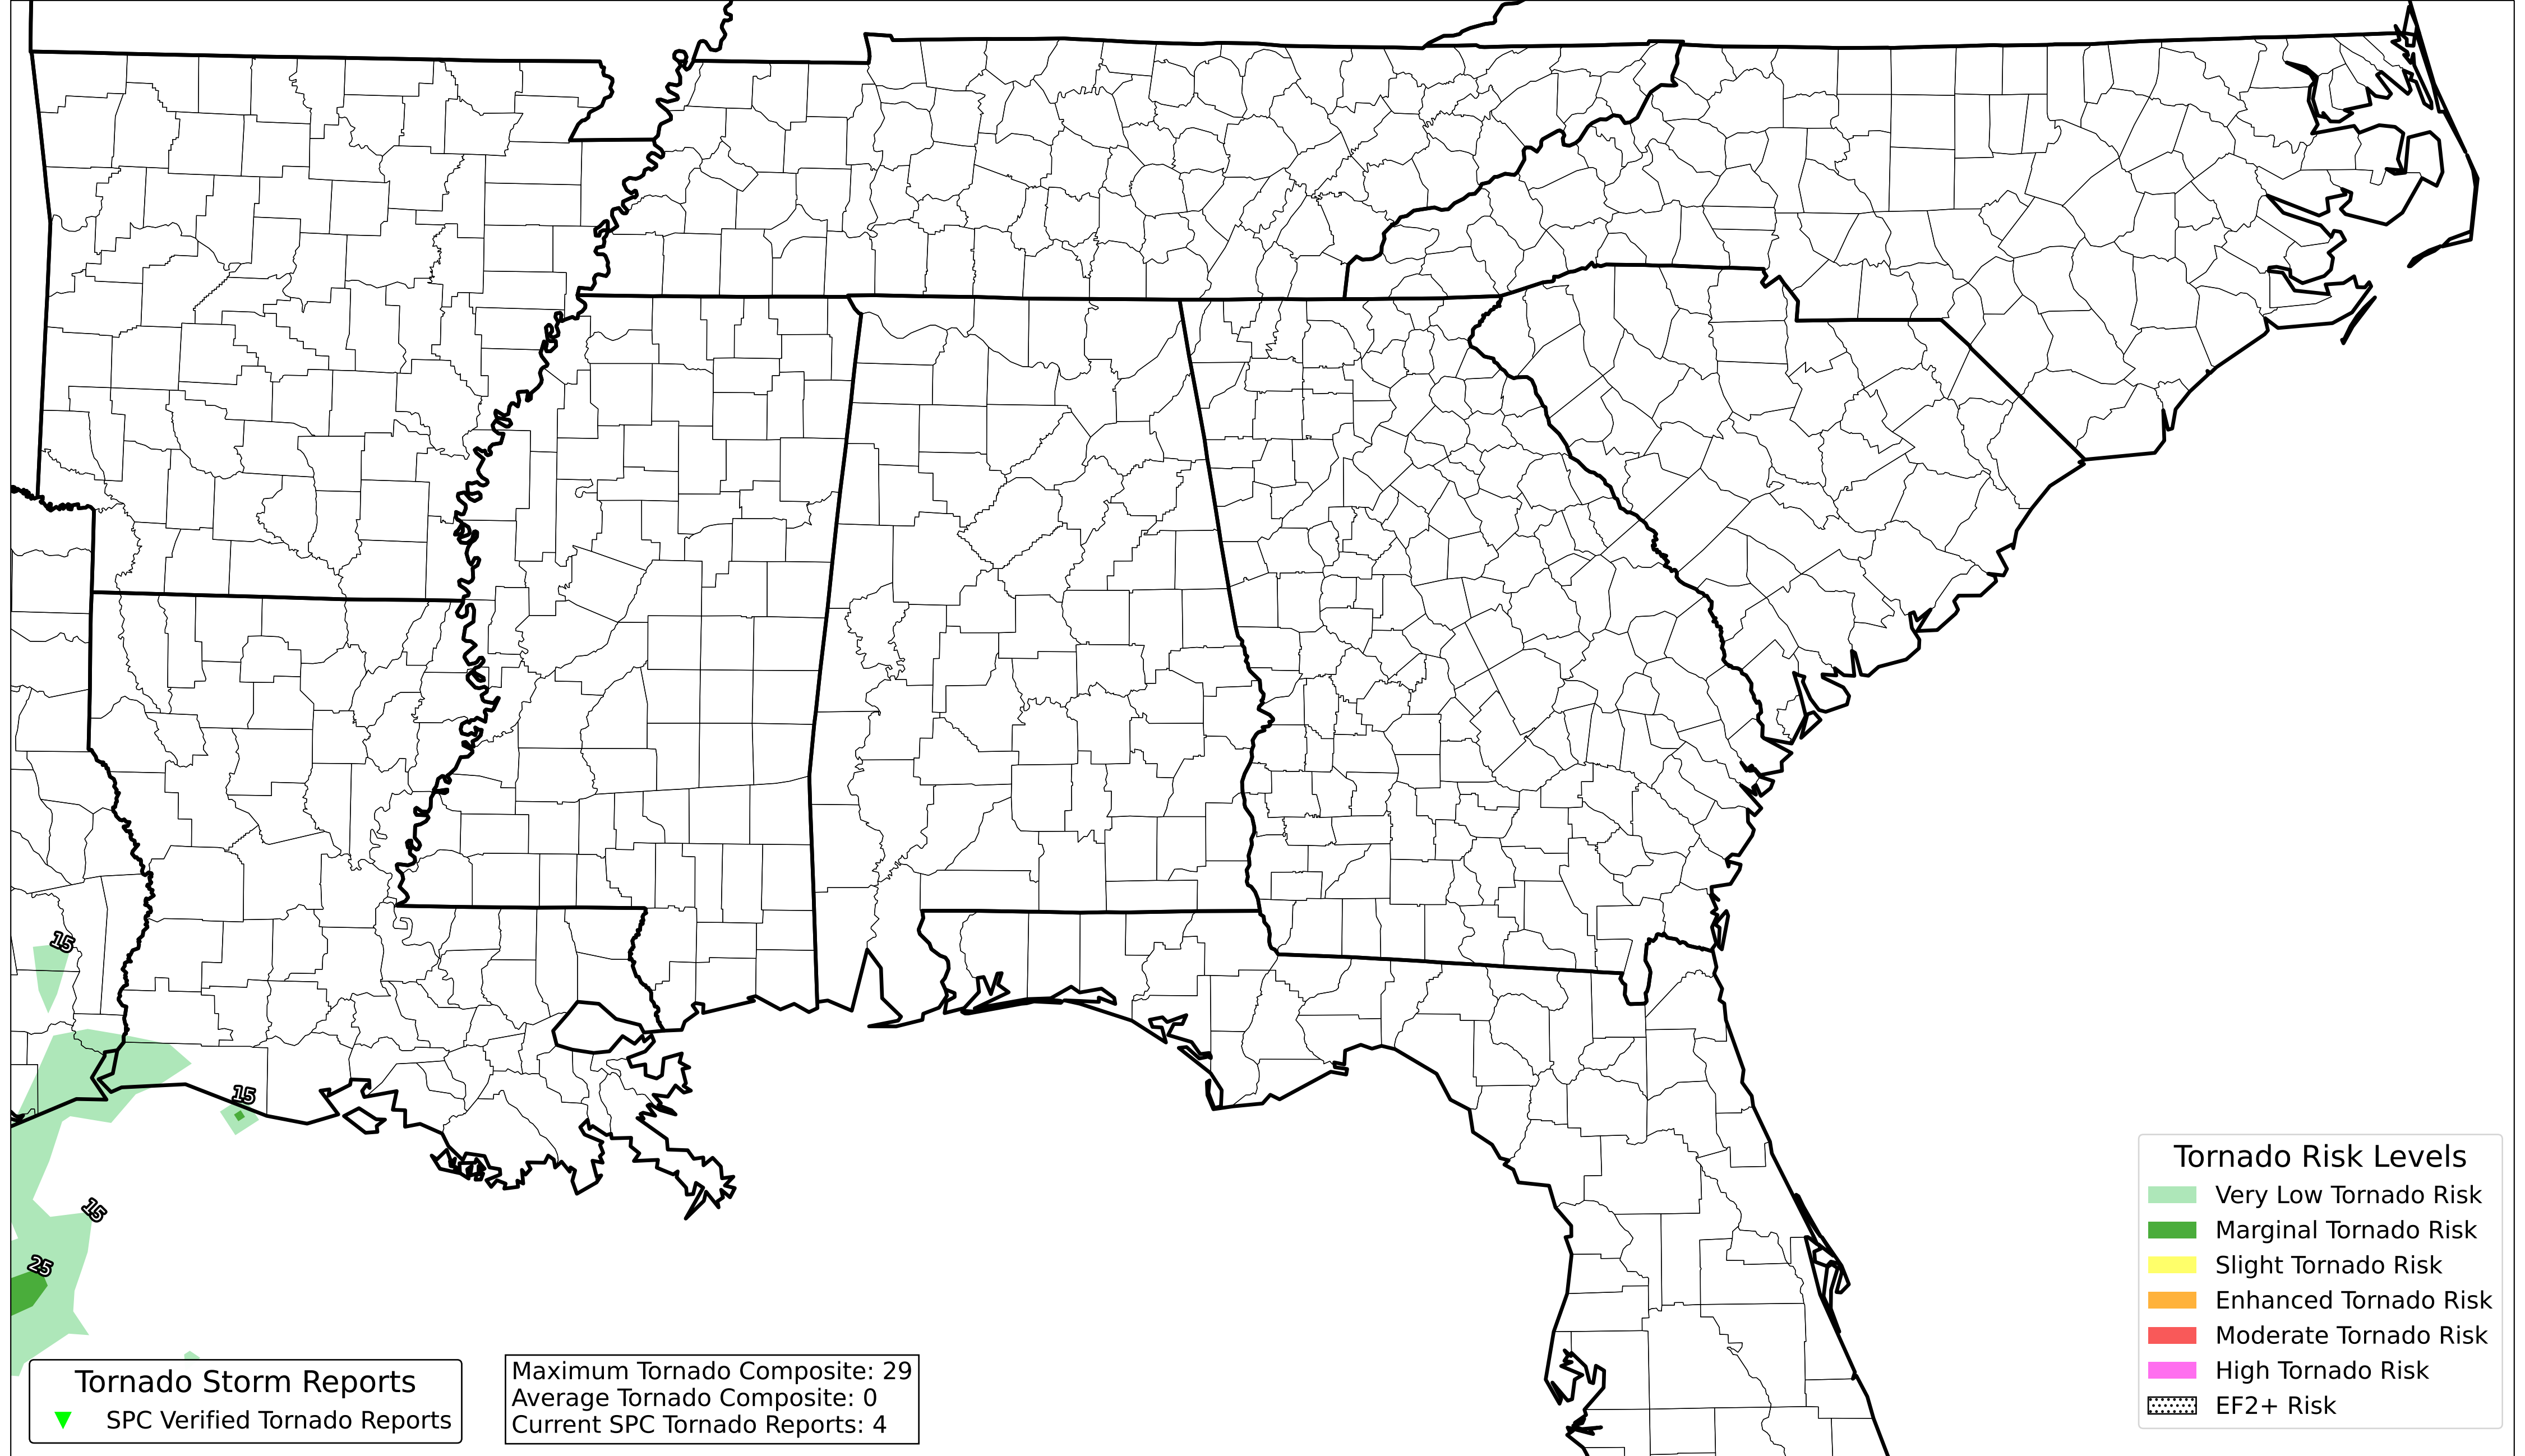 15
15
15
25
Tornado Storm Reports
SPC Verified Tornado Reports
Maximum Tornado Composite: 29
Average Tornado Composite: 0
Current SPC Tornado Reports: 4
Tornado Risk Levels
Very Low Tornado Risk
Marginal Tornado Risk
Slight Tornado Risk
Enhanced Tornado Risk
Moderate Tornado Risk
High Tornado Risk
EF2+ Risk